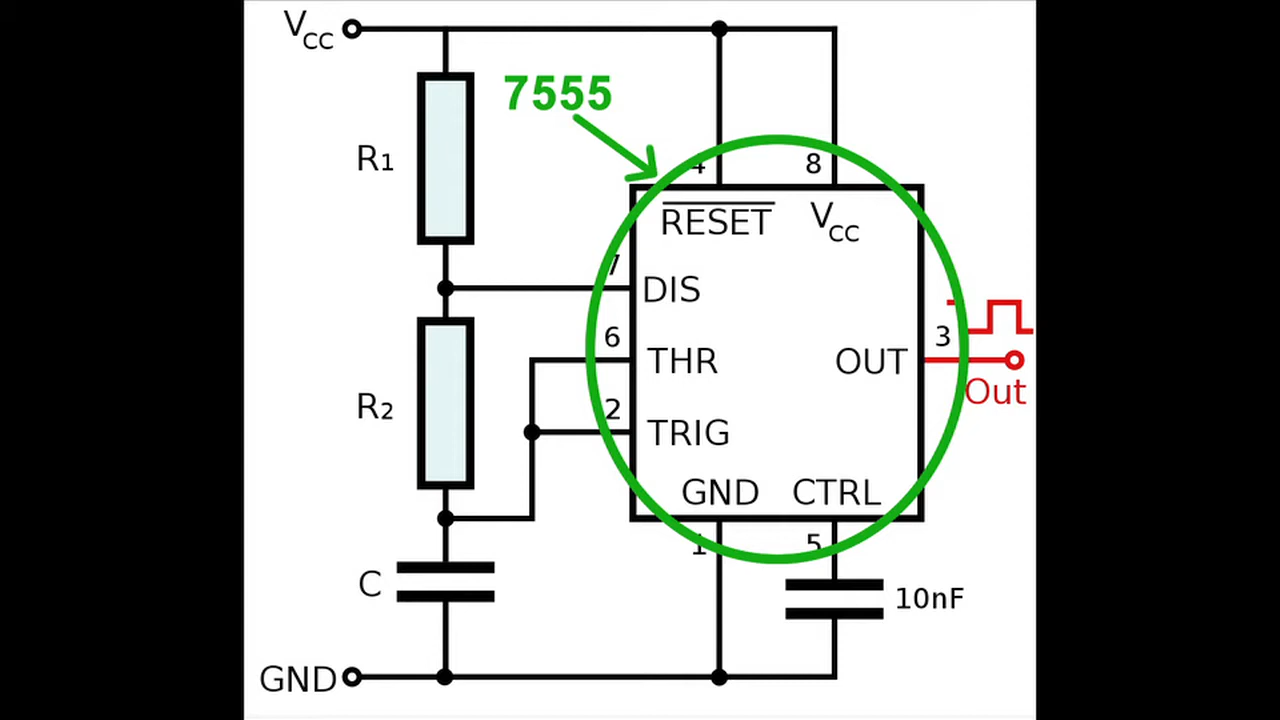 VCC
7555
R₁
4
8
RESET
VCC
7
DIS
6
THR
3
OUT
Out
R₂
2
TRIG
GND
CTRL
1
5
C
10nF
GND